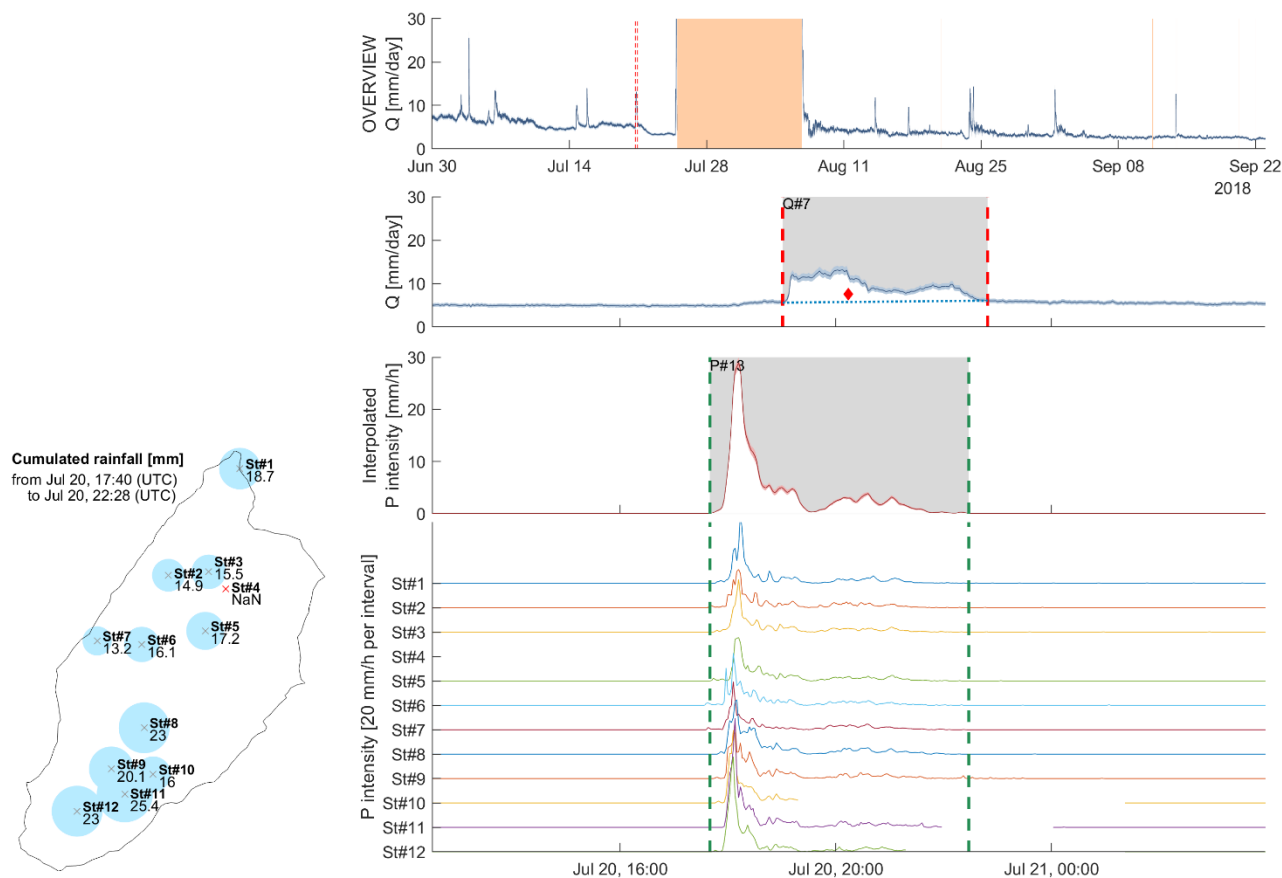 OVERVIEW
Q [mm/day]
30
20
10
0
Jun 30
Jul 14
Jul 28
Aug 11
Aug 25
Sep 08
Sep 22
2018
Q [mm/day]
30
20
10
0
Q#7
Interpolated
P intensity [mm/h]
30
20
10
0
P#13
P intensity [20 mm/h per interval]
St#1
St#2
St#3
St#4
St#5
St#6
St#7
St#8
St#9
St#10
St#11
St#12
Jul 20, 16:00
Jul 20, 20:00
Jul 21, 00:00
Cumulated rainfall [mm]
from Jul 20, 17:40 (UTC)
to Jul 20, 22:28 (UTC)
St#1
18.7
St#2
14.9
St#3
15.5
St#4
NaN
St#5
17.2
St#7
13.2
St#6
16.1
St#8
23
St#9
20.1
St#10
16
St#11
25.4
St#12
23